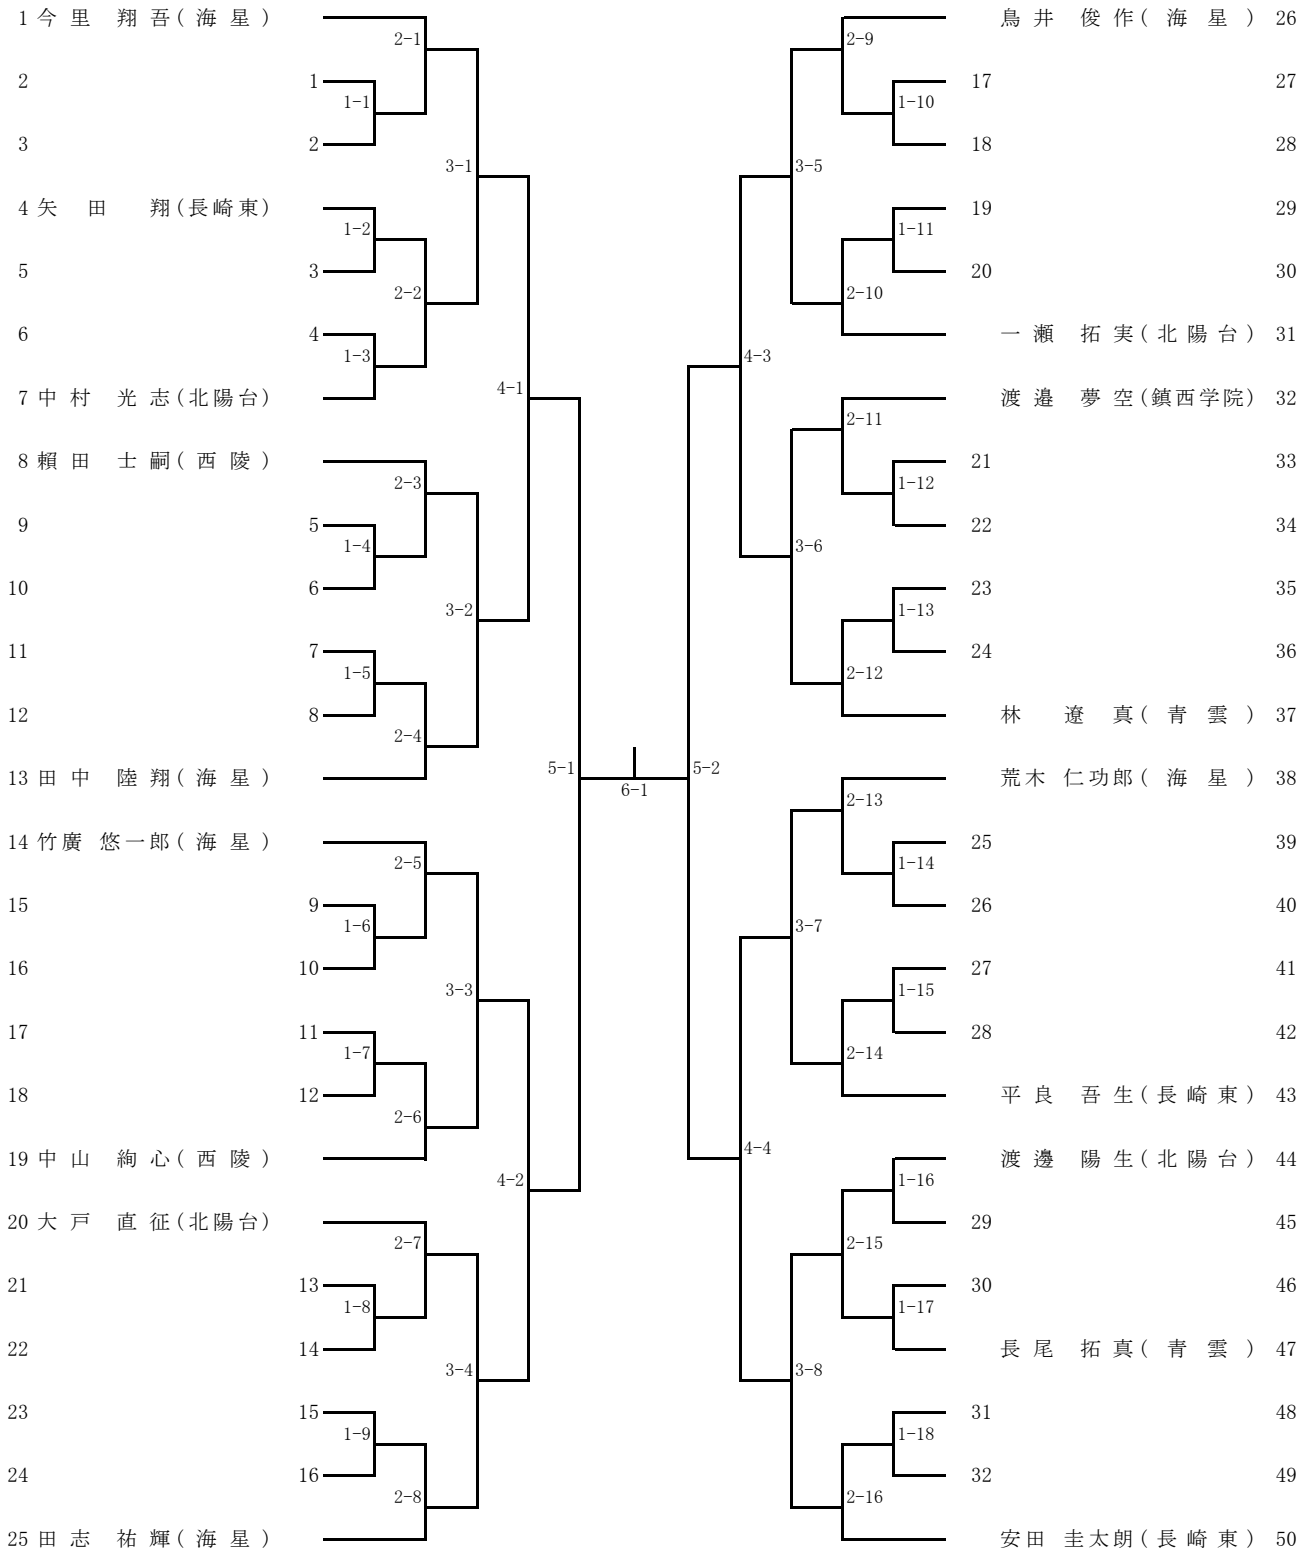 1 今里 翔吾(海星) 鳥井 俊作(海星) 26
2-1 2-9
2 1 17 27
1-1 1-10
3 2 18 28
3-1 3-5
4 矢田 翔(長崎東) 19 29
1-2 1-11
5 3 20 30
2-2 2-10
6 4 一瀬 拓実(北陽台) 31
1-3 4-3
7 中村 光志(北陽台) 4-1 渡邉 夢空(鎮西学院) 32
2-11
8 頼田 士嗣(西陵) 21 33
2-3 1-12
9 5 22 34
1-4 3-6
10 6 23 35
3-2 1-13
11 7 24 36
1-5 2-12
12 8 林 遼真(青雲) 37
2-4
13 田中 陸翔(海星) 5-1 6-1 5-2 荒木 仁功郎(海星) 38
2-13
14 竹廣 悠一郎(海星) 25 39
2-5 1-14
15 9 26 40
1-6 3-7
16 10 27 41
3-3 1-15
17 11 28 42
1-7 2-14
18 12 平良 吾生(長崎東) 43
2-6 4-4
19 中山 絢心(西陵) 渡邊 陽生(北陽台) 44
4-2 1-16
20 大戸 直征(北陽台) 29 45
2-7 2-15
21 13 30 46
1-8 1-17
22 14 長尾 拓真(青雲) 47
3-4 3-8
23 15 31 48
1-9 1-18
24 16 32 49
2-8 2-16
25 田志 祐輝(海星) 安田 圭太朗(長崎東) 50